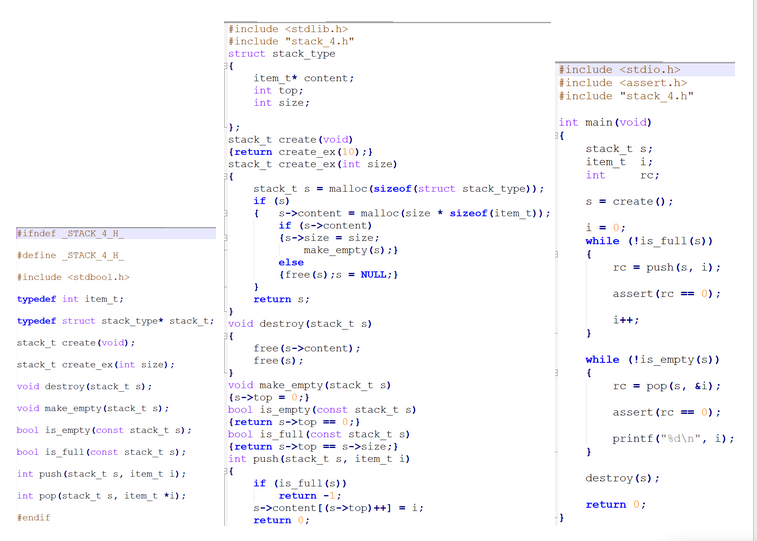 #ifndef _STACK_4_H_
#define _STACK_4_H_
#include <stdbool.h>
typedef int item_t;
typedef struct stack_type* stack_t;
stack_t create(void);
stack_t create_ex(int size);
void destroy(stack_t s);
void make_empty(stack_t s);
bool is_empty(const stack_t s);
bool is_full(const stack_t s);
int push(stack_t s, item_t i);
int pop(stack_t s, item_t *i);
#endif
#include <stdlib.h>
#include "stack_4.h"
struct stack_type
{
item_t* content;
int top;
int size;
};
stack_t create(void)
{return create_ex(10);}
stack_t create_ex(int size)
{
stack_t s = malloc(sizeof(struct stack_type));
if (s)
{ s->content = malloc(size * sizeof(item_t));
if (s->content)
{s->size = size;
make_empty(s);}
else
{free(s);s = NULL;}
}
return s;
}
void destroy(stack_t s)
{
free(s->content);
free(s);
}
void make_empty(stack_t s)
{s->top = 0;}
bool is_empty(const stack_t s)
{return s->top == 0;}
bool is_full(const stack_t s)
{return s->top == s->size;}
int push(stack_t s, item_t i)
{
if (is_full(s))
return -1;
s->content[(s->top)++] = i;
return 0;
#include <stdio.h>
#include <assert.h>
#include "stack_4.h"
int main(void)
{
stack_t s;
item_t i;
int rc;
s = create();
i = 0;
while (!is_full(s))
{
rc = push(s, i);
assert(rc == 0);
i++;
}
while (!is_empty(s))
{
rc = pop(s, &i);
assert(rc == 0);
printf("%d\n", i);
}
destroy(s);
return 0;
}